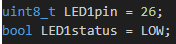 uint8_t LED1pin = 26;
bool LED1status = LOW;